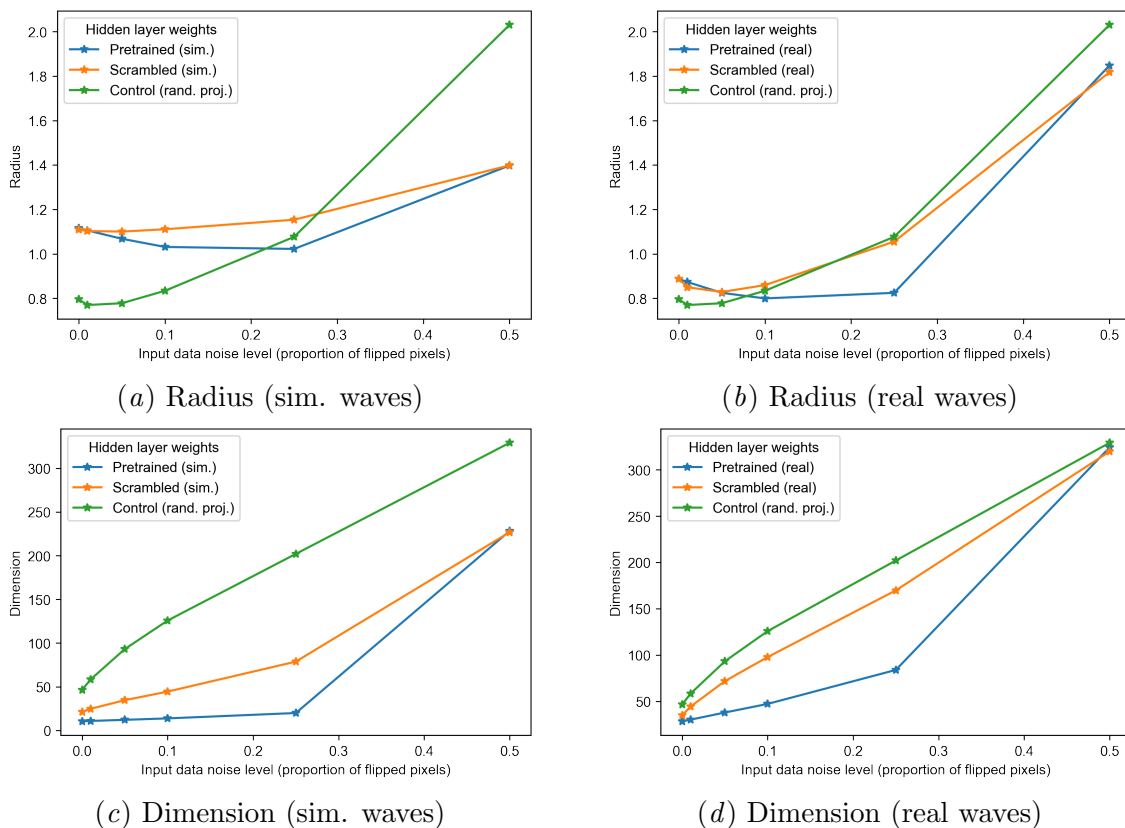 Hidden layer weights
Pretrained (sim.)
Scrambled (sim.)
Control (rand. proj.)
2.0
1.8
1.6
1.4
1.2
1.0
0.8
Radius
0.0
0.1
0.2
0.3
0.4
0.5
Input data noise level (proportion of flipped pixels)
(a) Radius (sim. waves)
Hidden layer weights
Pretrained (real)
Scrambled (real)
Control (rand. proj.)
2.0
1.8
1.6
1.4
1.2
1.0
0.8
Radius
0.0
0.1
0.2
0.3
0.4
0.5
Input data noise level (proportion of flipped pixels)
(b) Radius (real waves)
Hidden layer weights
Pretrained (sim.)
Scrambled (sim.)
Control (rand. proj.)
300
250
200
150
100
50
0
Dimension
0.0
0.1
0.2
0.3
0.4
0.5
Input data noise level (proportion of flipped pixels)
(c) Dimension (sim. waves)
Hidden layer weights
Pretrained (real)
Scrambled (real)
Control (rand. proj.)
300
250
200
150
100
50
Dimension
0.0
0.1
0.2
0.3
0.4
0.5
Input data noise level (proportion of flipped pixels)
(d) Dimension (real waves)